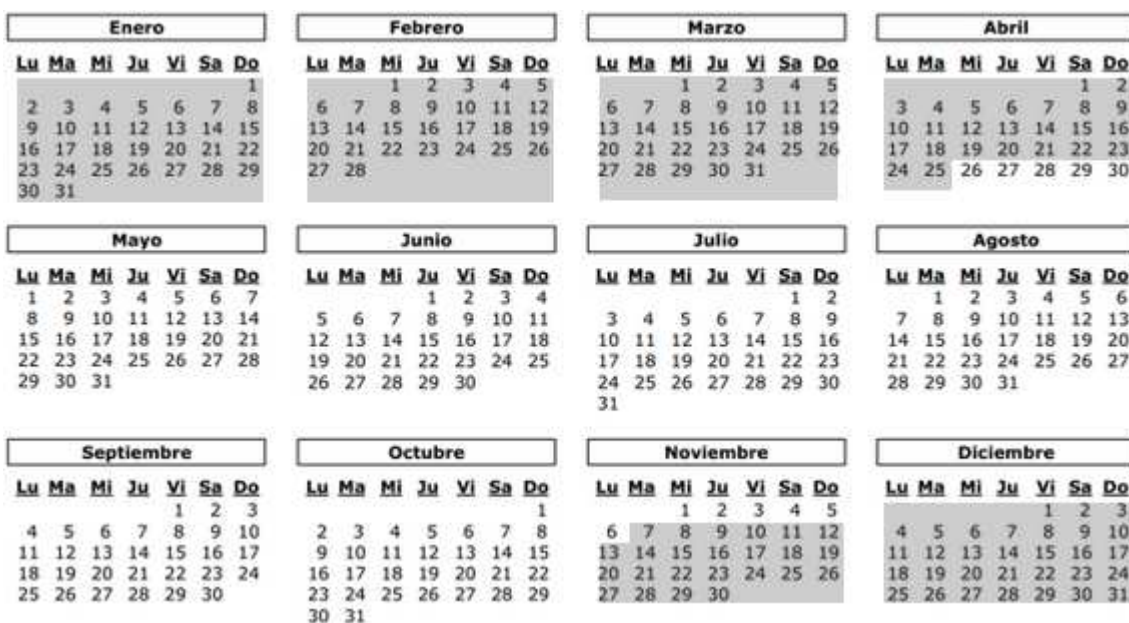 Enero
Lu Ma Mi Ju Vi Sa Do
1
2 3 4 5 6 7 8
9 10 11 12 13 14 15
16 17 18 19 20 21 22
23 24 25 26 27 28 29
30 31
Febrero
Lu Ma Mi Ju Vi Sa Do
1 2 3 4 5
6 7 8 9 10 11 12
13 14 15 16 17 18 19
20 21 22 23 24 25 26
27 28
Marzo
Lu Ma Mi Ju Vi Sa Do
1 2 3 4 5
6 7 8 9 10 11 12
13 14 15 16 17 18 19
20 21 22 23 24 25 26
27 28 29 30 31
Abril
Lu Ma Mi Ju Vi Sa Do
1 2
3 4 5 6 7 8 9
10 11 12 13 14 15 16
17 18 19 20 21 22 23
24 25 26 27 28 29 30
Mayo
Lu Ma Mi Ju Vi Sa Do
1 2 3 4 5 6 7
8 9 10 11 12 13 14
15 16 17 18 19 20 21
22 23 24 25 26 27 28
29 30 31
Junio
Lu Ma Mi Ju Vi Sa Do
1 2 3 4
5 6 7 8 9 10 11
12 13 14 15 16 17 18
19 20 21 22 23 24 25
26 27 28 29 30
Julio
Lu Ma Mi Ju Vi Sa Do
1 2
3 4 5 6 7 8 9
10 11 12 13 14 15 16
17 18 19 20 21 22 23
24 25 26 27 28 29 30
31
Agosto
Lu Ma Mi Ju Vi Sa Do
1 2 3 4 5 6
7 8 9 10 11 12 13
14 15 16 17 18 19 20
21 22 23 24 25 26 27
28 29 30 31
Septiembre
Lu Ma Mi Ju Vi Sa Do
1 2 3
4 5 6 7 8 9 10
11 12 13 14 15 16 17
18 19 20 21 22 23 24
25 26 27 28 29 30
Octubre
Lu Ma Mi Ju Vi Sa Do
1
2 3 4 5 6 7 8
9 10 11 12 13 14 15
16 17 18 19 20 21 22
23 24 25 26 27 28 29
30 31
Noviembre
Lu Ma Mi Ju Vi Sa Do
1 2 3 4 5
6 7 8 9 10 11 12
13 14 15 16 17 18 19
20 21 22 23 24 25 26
27 28 29 30
Diciembre
Lu Ma Mi Ju Vi Sa Do
1 2 3
4 5 6 7 8 9 10
11 12 13 14 15 16 17
18 19 20 21 22 23 24
25 26 27 28 29 30 31